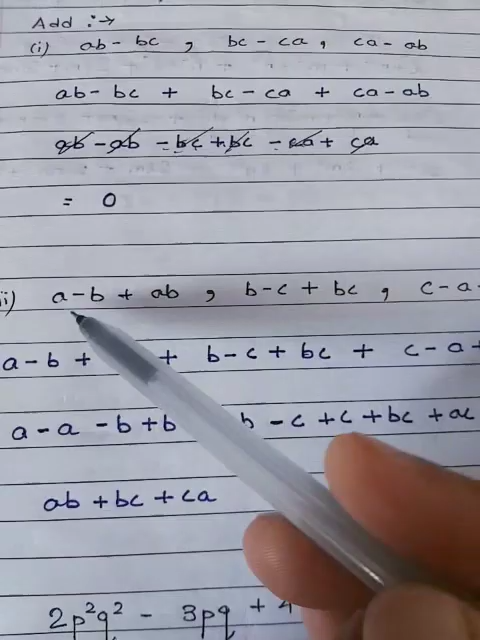 Add :→
(i) ab - bc , bc - ca , ca - ab
ab - bc + bc - ca + ca - ab
ab - ab - bc + bc - ca + ca
= 0
ii) a - b + ab , b - c + bc , c - a
a - b + + b - c + bc + c - a +
a - a - b + b b - c + c + bc + ac
ab + bc + ca
2p²q² - 3pq + 4